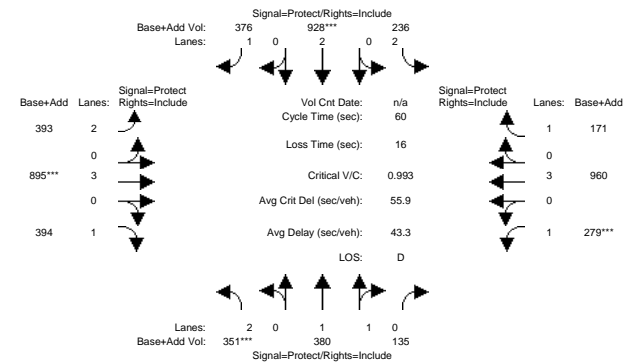 Signal=Protect/Rights=Include
Base+Add Vol: 376 928*** 236
Lanes: 1 0 2 0 2
Signal=Protect Signal=Protect
Base+Add Lanes: Rights=Include Vol Cnt Date: n/a Rights=Include Lanes: Base+Add
Cycle Time (sec): 60
393 2 1 171
Loss Time (sec): 16
0 0
895*** 3 Critical V/C: 0.993 3 960
0 Avg Crit Del (sec/veh): 55.9 0
394 1 Avg Delay (sec/veh): 43.3 1 279***
LOS: D
Lanes: 2 0 1 1 0
Base+Add Vol: 351*** 380 135
Signal=Protect/Rights=Include